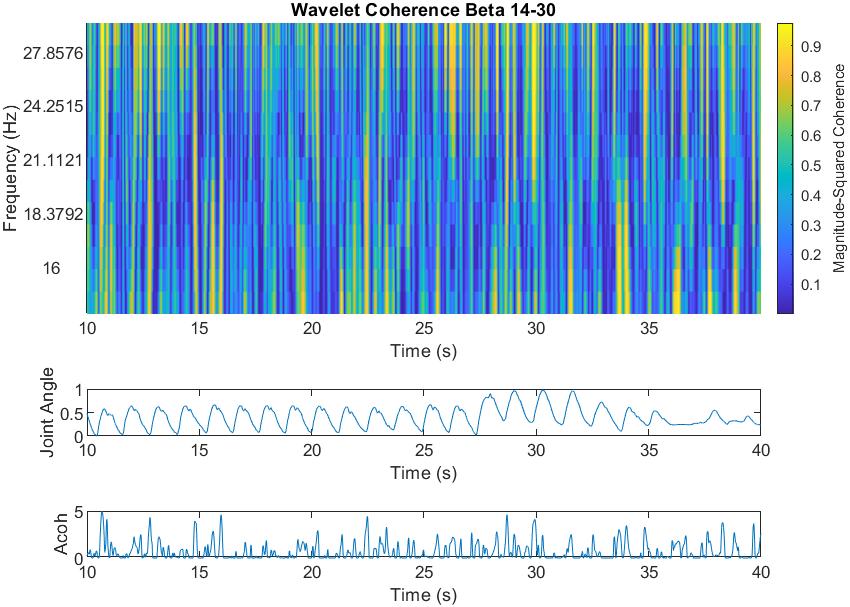 Wavelet Coherence Beta 14-30
Frequency (Hz)
27.8576
24.2515
21.1121
18.3792
16
10 15 20 25 30 35
Time (s)
0.9
0.8
0.7
0.6
0.5
0.4
0.3
0.2
0.1
Magnitude-Squared Coherence
Joint Angle
1
0.5
0
10 15 20 25 30 35 40
Time (s)
Acoh
5
0
10 15 20 25 30 35 40
Time (s)